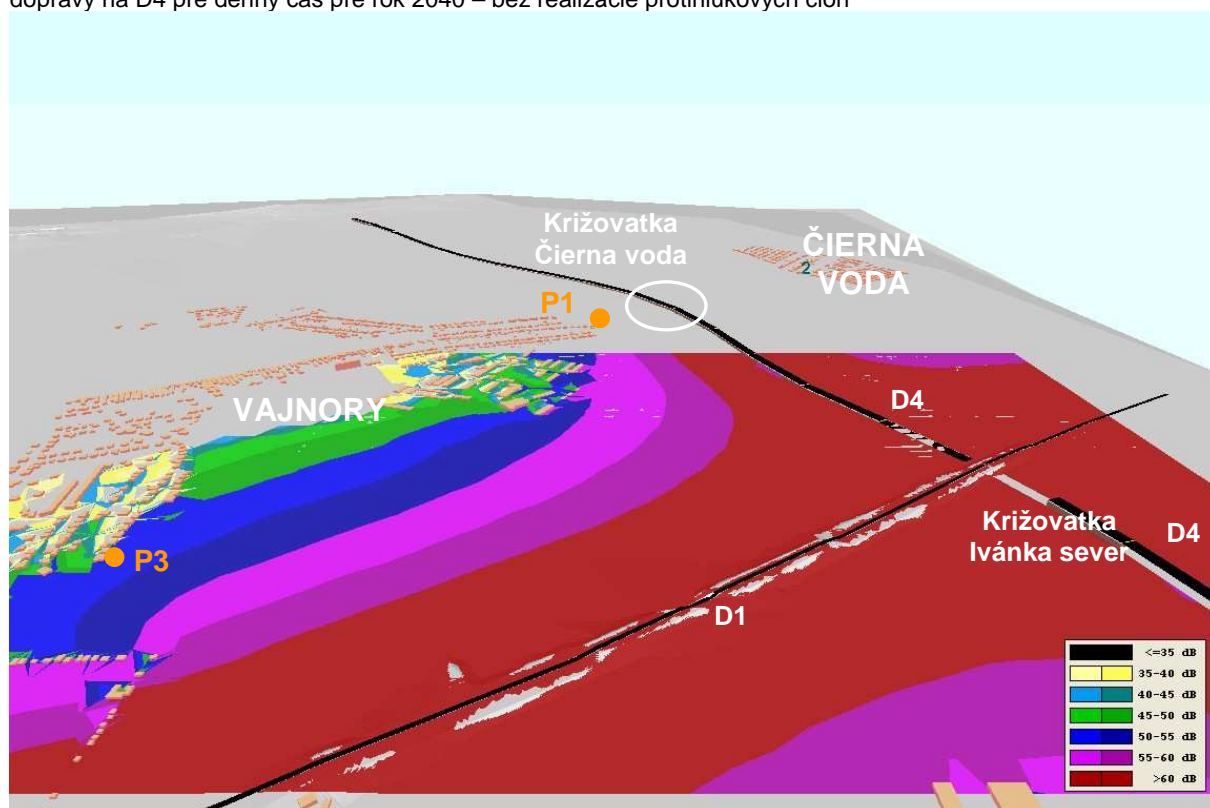 dopravy na D4 pre denný čas pre rok 2040 – bez realizácie protihlukových clôn
Križovatka
Čierna voda
ČIERNA
VODA
2
P1
VAJNORY
D4
Križovatka
Ivánka sever
D4
P3
D1
<=35 dB
35-40 dB
40-45 dB
45-50 dB
50-55 dB
55-60 dB
>60 dB